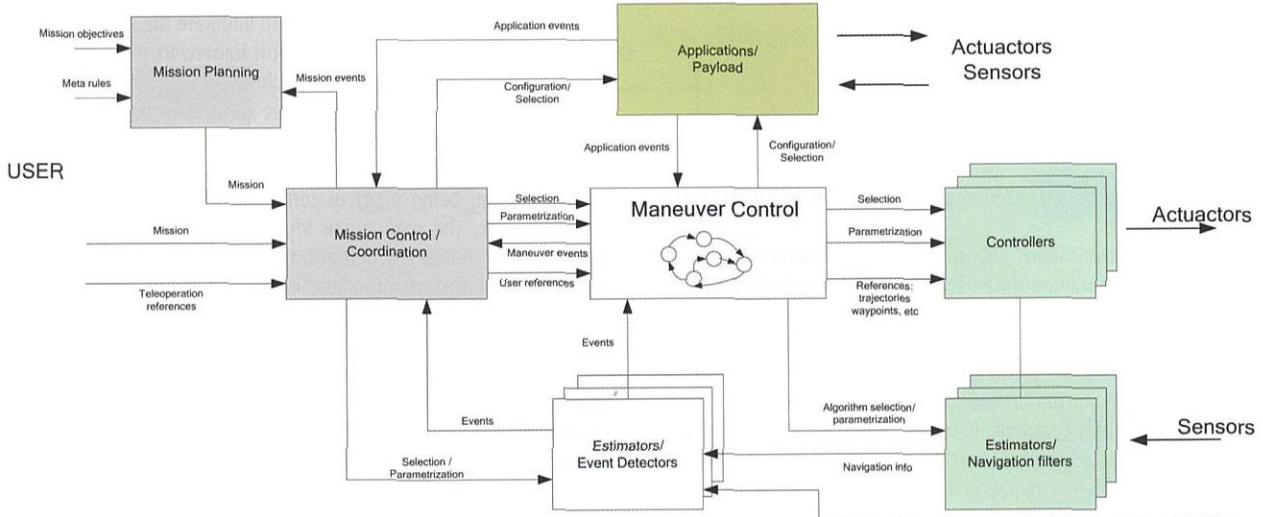 Mission objectives
Meta rules
Mission Planning
Mission events
Application events
Configuration/
Selection
Applications/
Payload
Actuactors
Sensors
USER
Application events
Configuration/
Selection
Mission
Mission
Teleoperation
references
Mission Control /
Coordination
Selection
Parametrization
Maneuver events
User references
Maneuver Control
Selection
Parametrization
References:
trajectories
waypoints, etc
Controllers
Actuactors
Events
Events
Selection /
Parametrization
Estimators/
Event Detectors
Algorithm selection/
parametrization
Navigation info
Estimators/
Navigation filters
Sensors